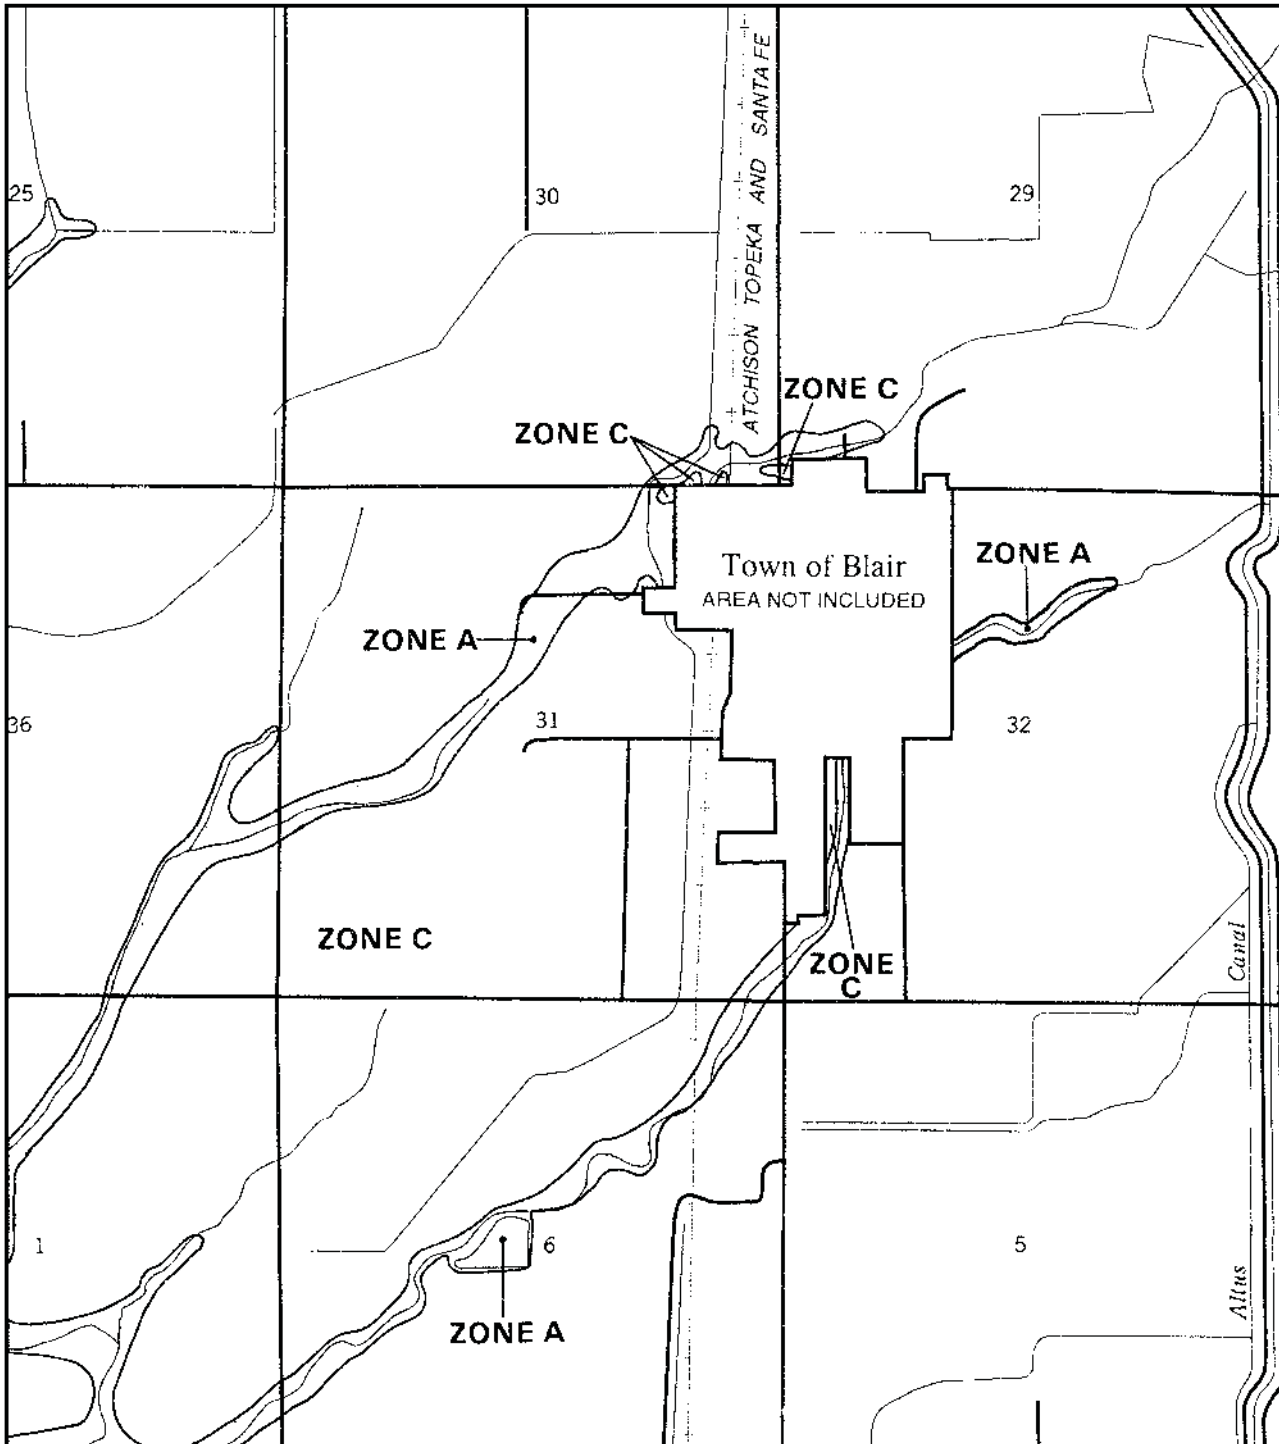 ATCHISON TOPEKA AND SANTA FE
25
30
29
ZONE C
ZONE C
Town of Blair
AREA NOT INCLUDED
ZONE A
ZONE A
36
31
32
ZONE C
ZONE
C
Canal
1
6
5
Altus
ZONE A